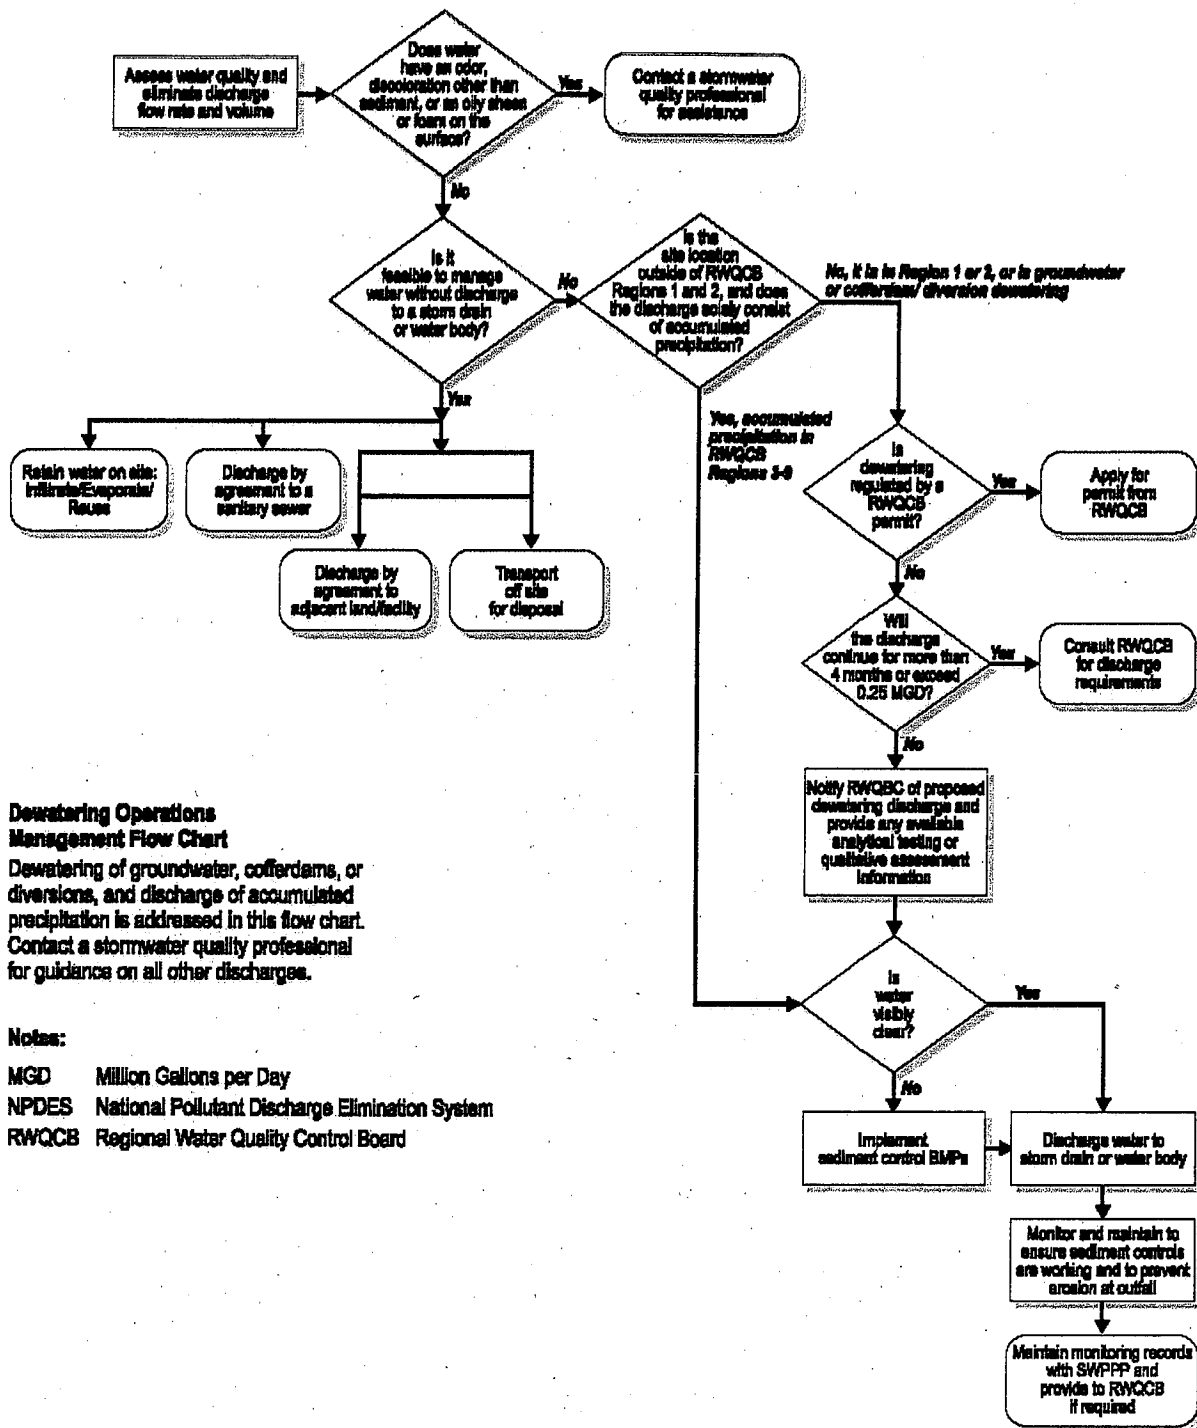 Assess water quality and
eliminate discharge
flow rate and volume
Does water
have an odor,
discoloration other than
sediment, or an oily sheen
or foam on the
surface?
Yes
Contact a stormwater
quality professional
for assistance
No
Is it
feasible to manage
water without discharge
to a storm drain
or water body?
No
Is the
site location
outside of RWQCB
Regions 1 and 2, and does
the discharge solely consist
of accumulated
precipitation?
No, it is in Region 1 or 2, or is groundwater
or cofferdam/ diversion dewatering
Yes
Retain water on site:
Infiltrate/Evaporate/
Reuse
Discharge by
agreement to a
sanitary sewer
Discharge by
agreement to
adjacent land/facility
Transport
off site
for disposal
Yes, accumulated
precipitation in
RWQCB
Regions 3-9
Is
dewatering
regulated by a
RWQCB
permit?
Yes
Apply for
permit from
RWQCB
No
Will
the discharge
continue for more than
4 months or exceed
0.25 MGD?
Yes
Consult RWQCB
for discharge
requirements
No
Notify RWQBC of proposed
dewatering discharge and
provide any available
analytical testing or
qualitative assessment
information
Is
water
visibly
clear?
Yes
No
Implement
sediment control BMPs
Discharge water to
storm drain or water body
Monitor and maintain to
ensure sediment controls
are working and to prevent
erosion at outfall
Maintain monitoring records
with SWPPP and
provide to RWQCB
if required
Dewatering Operations
Management Flow Chart
Dewatering of groundwater, cofferdams, or
diversions, and discharge of accumulated
precipitation is addressed in this flow chart.
Contact a stormwater quality professional
for guidance on all other discharges.
Notes:
MGD Million Gallons per Day
NPDES National Pollutant Discharge Elimination System
RWQCB Regional Water Quality Control Board